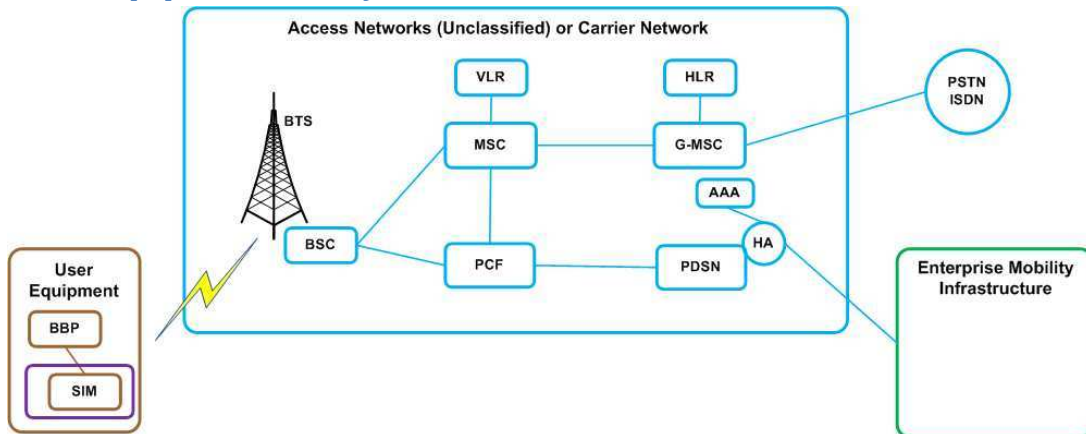 Access Networks (Unclassified) or Carrier Network
VLR
HLR
PSTN
ISDN
BTS
MSC
G-MSC
AAA
BSC
HA
PCF
PDSN
User
Equipment
BBP
SIM
Enterprise Mobility
Infrastructure